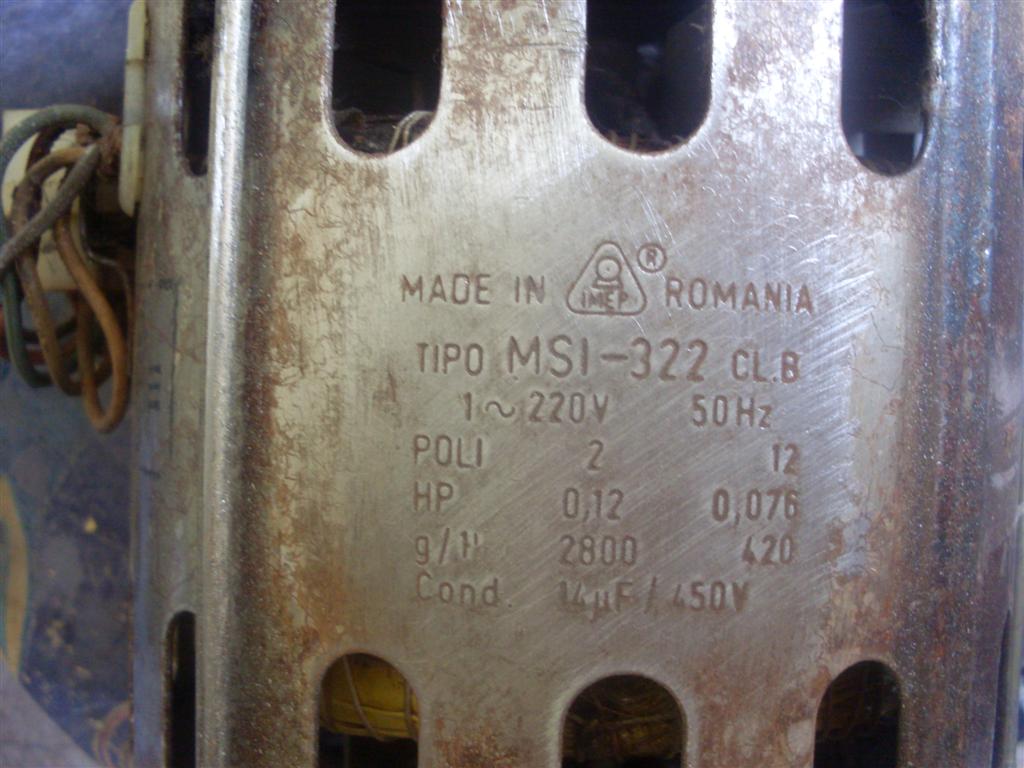 MADE IN IMEP ® ROMANIA
TIPO MSI-322 CL.B
1~220V 50Hz
POLI 2 12
HP 0,12 0,076
2800 420
Cond. 14µF/450V